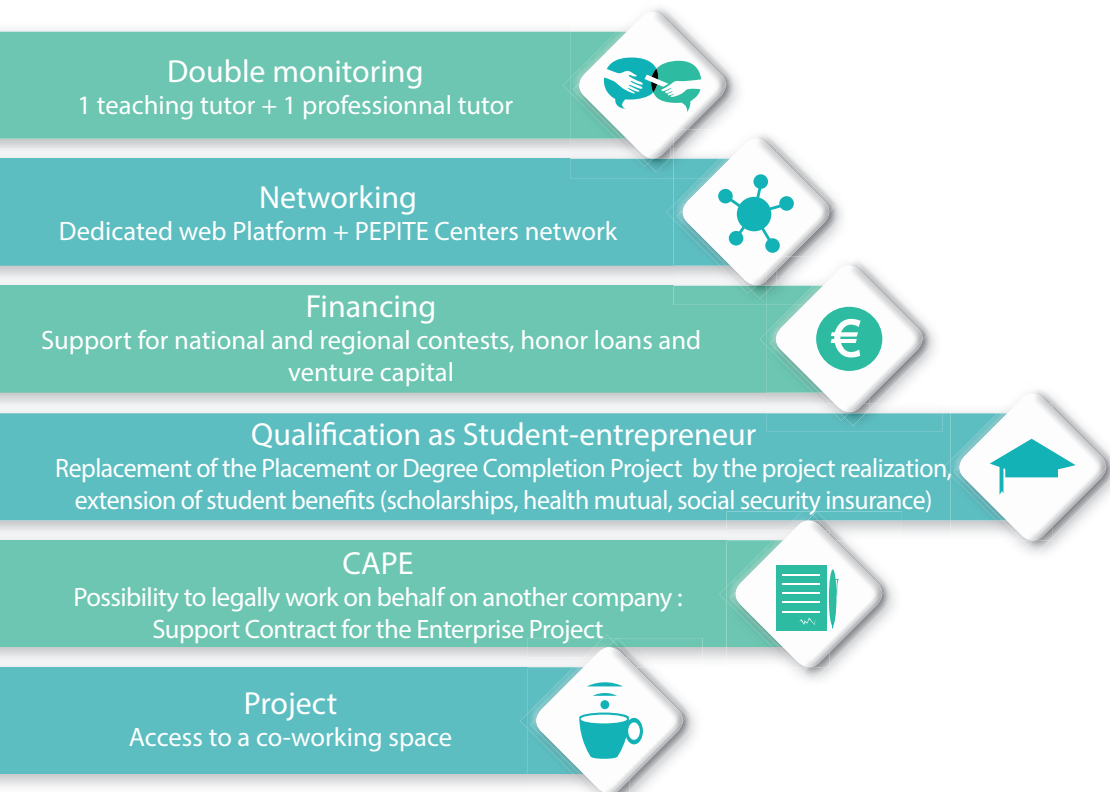 Double monitoring
1 teaching tutor + 1 professionnal tutor
Networking
Dedicated web Platform + PEPITE Centers network
Financing
Support for national and regional contests, honor loans and
venture capital
€
Qualification as Student-entrepreneur
Replacement of the Placement or Degree Completion Project by the project realization,
extension of student benefits (scholarships, health mutual, social security insurance)
CAPE
Possibility to legally work on behalf on another company :
Support Contract for the Enterprise Project
Project
Access to a co-working space